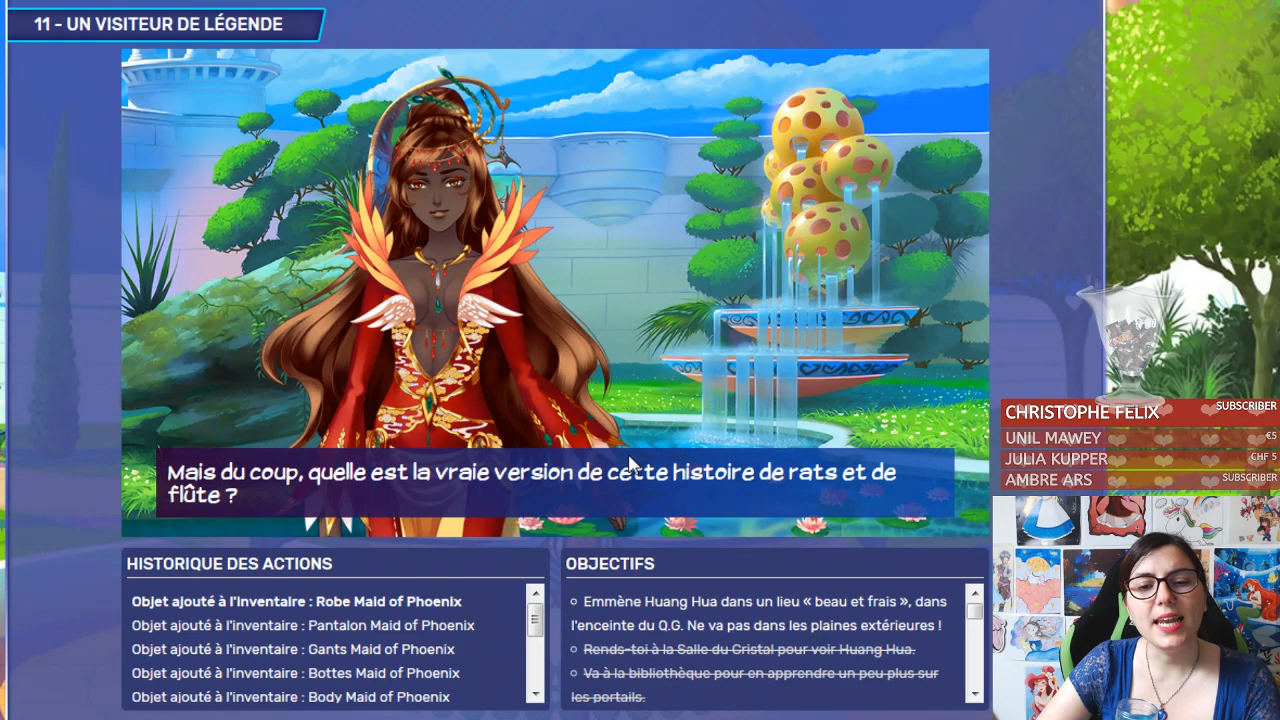 11 - UN VISITEUR DE LÉGENDE
Mais du coup, quelle est la vraie version de cette histoire de rats et de
flûte ?
HISTORIQUE DES ACTIONS
Objet ajouté à l'inventaire : Robe Maid of Phoenix
Objet ajouté à l'inventaire : Pantalon Maid of Phoenix
Objet ajouté à l'inventaire : Gants Maid of Phoenix
Objet ajouté à l'inventaire : Bottes Maid of Phoenix
Objet ajouté à l'inventaire : Body Maid of Phoenix
OBJECTIFS
Emmène Huang Hua dans un lieu « beau et frais », dans
l'enceinte du Q.G. Ne va pas dans les plaines extérieures !
Rends-toi à la Salle du Cristal pour voir Huang Hua.
Va à la bibliothèque pour en apprendre un peu plus sur
les portails.
CHRISTOPHE FELIX SUBSCRIBER
UNIL MAWEY €5
JULIA KUPPER CHF 5
AMBRE ARS SUBSCRIBER